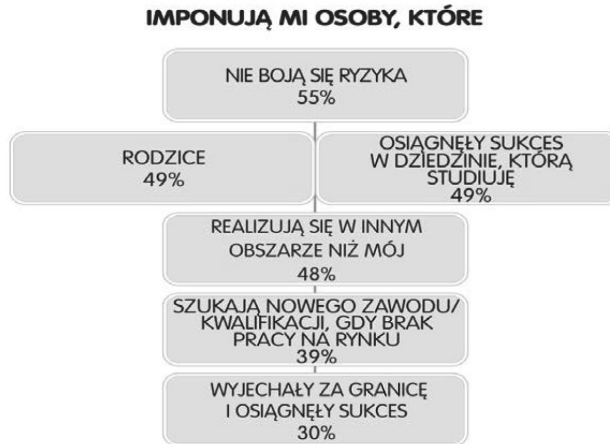 IMPONUJĄ MI OSOBY, KTÓRE
NIE BOJĄ SIĘ RYZYKA
55%
RODZICE
49%
OSIĄGNĘŁY SUKCES
W DZIEDZINIE, KTÓRĄ
STUDIUJĘ
49%
REALIZUJĄ SIĘ W INNYM
OBSZARZE NIŻ MÓJ
48%
SZUKAJĄ NOWEGO ZAWODU/
KWALIFIKACJI, GDY BRAK
PRACY NA RYNKU
39%
WYJECHAŁY ZA GRANICĘ
I OSIĄGNĘŁY SUKCES
30%